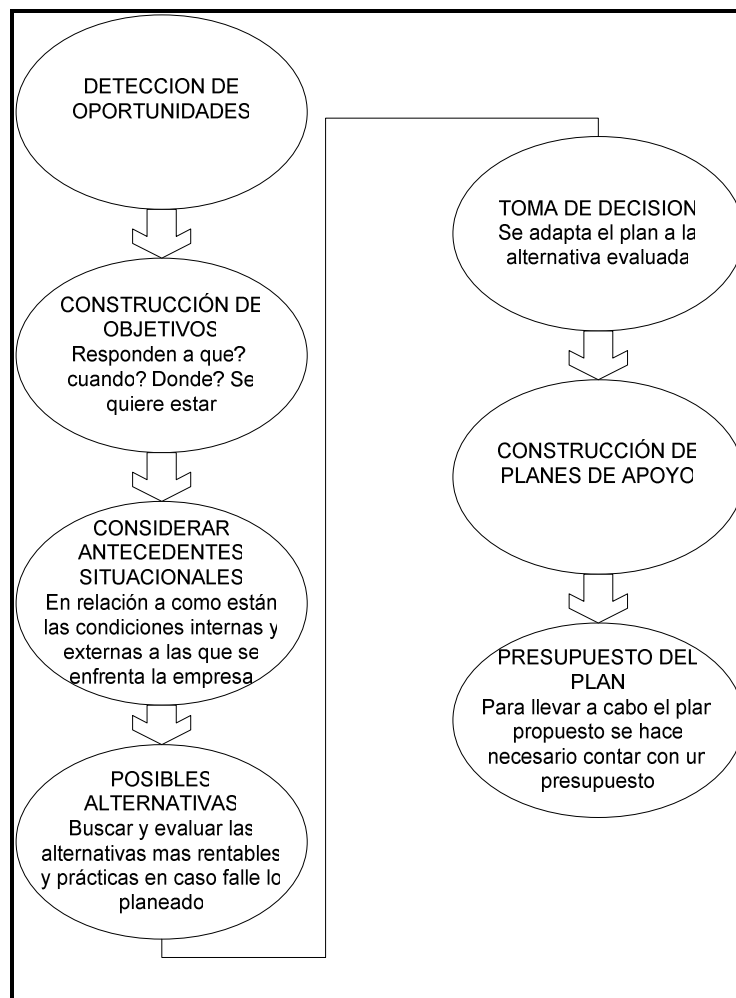 DETECCION DE
OPORTUNIDADES
CONSTRUCCIÓN DE
OBJETIVOS
Responden a que?
cuando? Donde? Se
quiere estar
CONSIDERAR
ANTECEDENTES
SITUACIONALES
En relación a como están
las condiciones internas y
externas a las que se
enfrenta la empresa
POSIBLES
ALTERNATIVAS
Buscar y evaluar las
alternativas mas rentables
y prácticas en caso falle lo
planeado
TOMA DE DECISION
Se adapta el plan a la
alternativa evaluada
CONSTRUCCIÓN DE
PLANES DE APOYO
PRESUPUESTO DEL
PLAN
Para llevar a cabo el plan
propuesto se hace
necesario contar con un
presupuesto